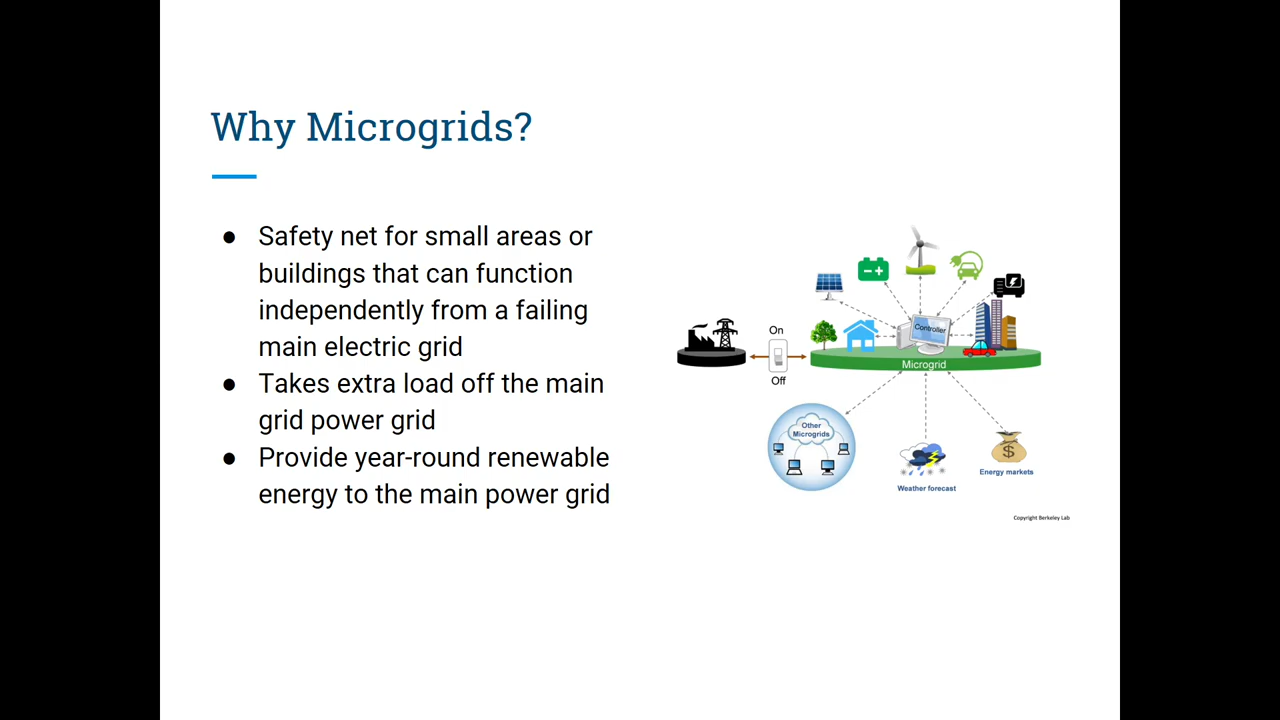 Why Microgrids?
● Safety net for small areas or
buildings that can function
independently from a failing
main electric grid
● Takes extra load off the main
grid power grid
● Provide year-round renewable
energy to the main power grid
On
Off
Controller
Microgrid
Other
Microgrids
Weather forecast
Energy markets
Copyright Berkeley Lab